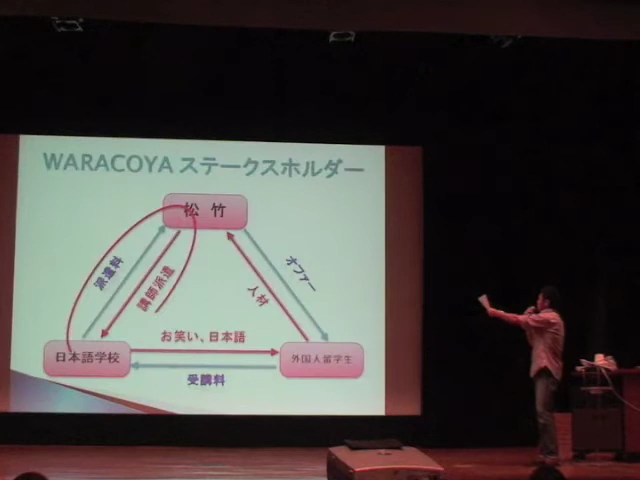 WARACOYA ステークスホルダー
松竹
派遣料
講師派遣
オファー
人材
お笑い、日本語
日本語学校
外国人留学生
受講料